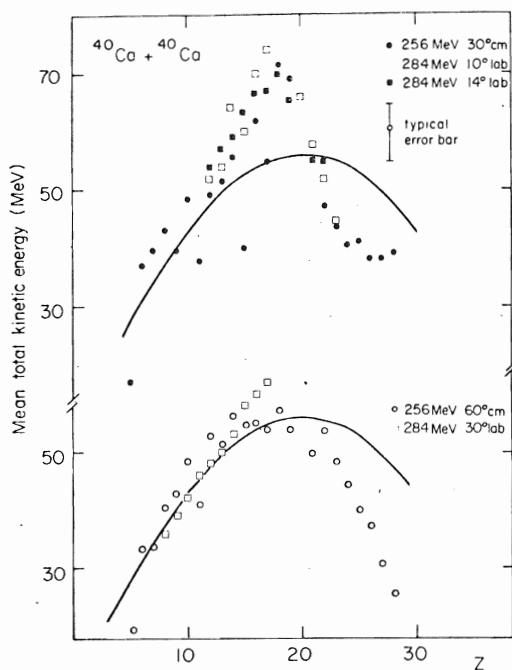 ⁴⁰Ca + ⁴⁰Ca
256 MeV 30°cm
284 MeV 10° lab
284 MeV 14° lab
typical
error bar
70
50
30
Mean total kinetic energy (MeV)
256 MeV 60°cm
284 MeV 30° lab
50
30
10
20
30
Z